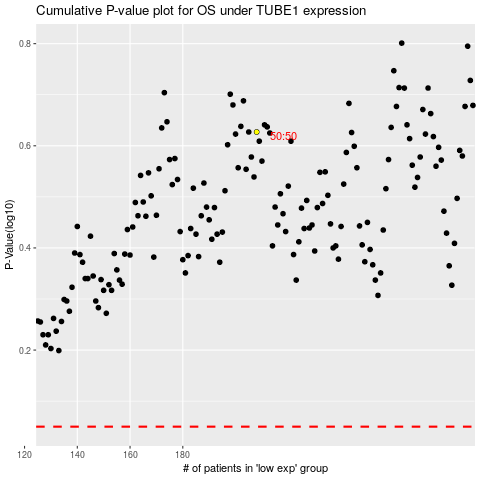 Cumulative P-value plot for OS under TUBE1 expression
P-Value(log10)
0.8
0.6
0.4
0.2
50:50
120 140 160 180
# of patients in 'low exp' group